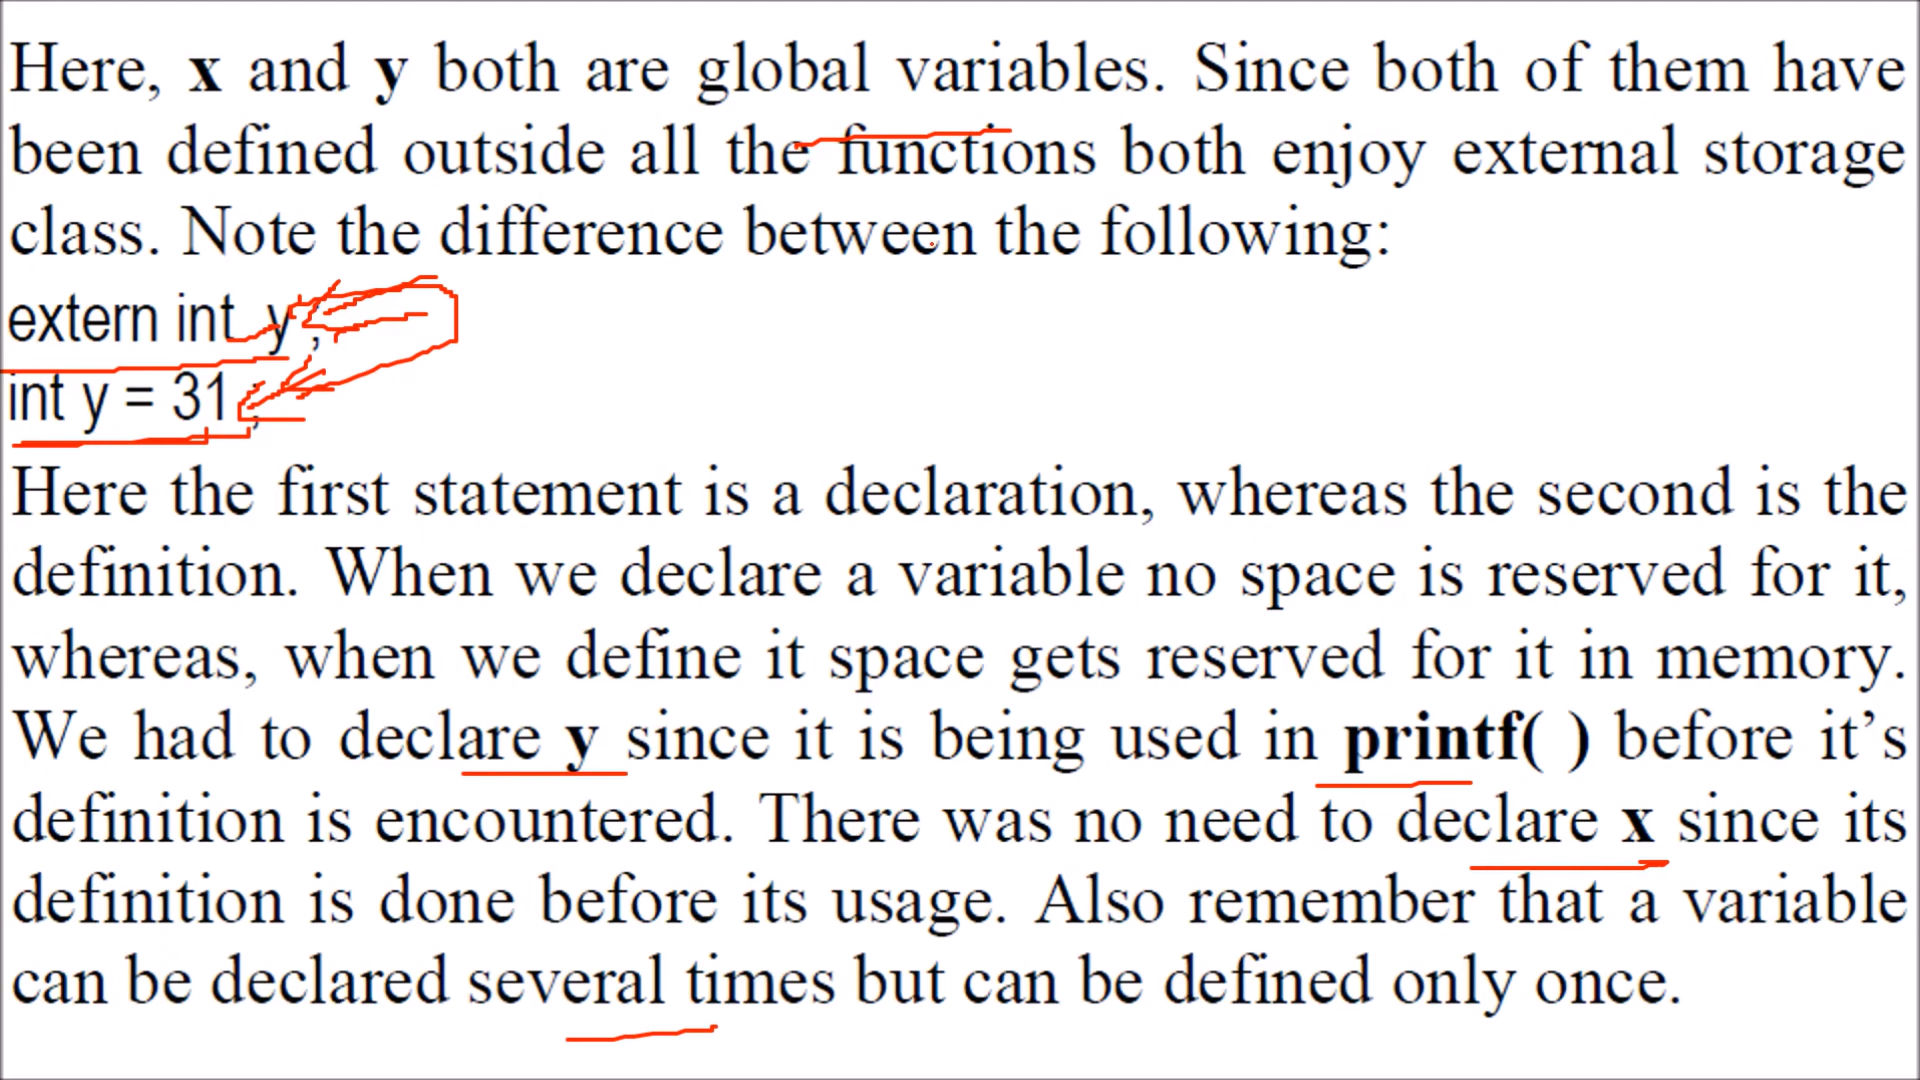 Here, x and y both are global variables. Since both of them have
been defined outside all the functions both enjoy external storage
class. Note the difference between the following:
extern int y ;
int y = 31 ;
Here the first statement is a declaration, whereas the second is the
definition. When we declare a variable no space is reserved for it,
whereas, when we define it space gets reserved for it in memory.
We had to declare y since it is being used in printf( ) before it’s
definition is encountered. There was no need to declare x since its
definition is done before its usage. Also remember that a variable
can be declared several times but can be defined only once.